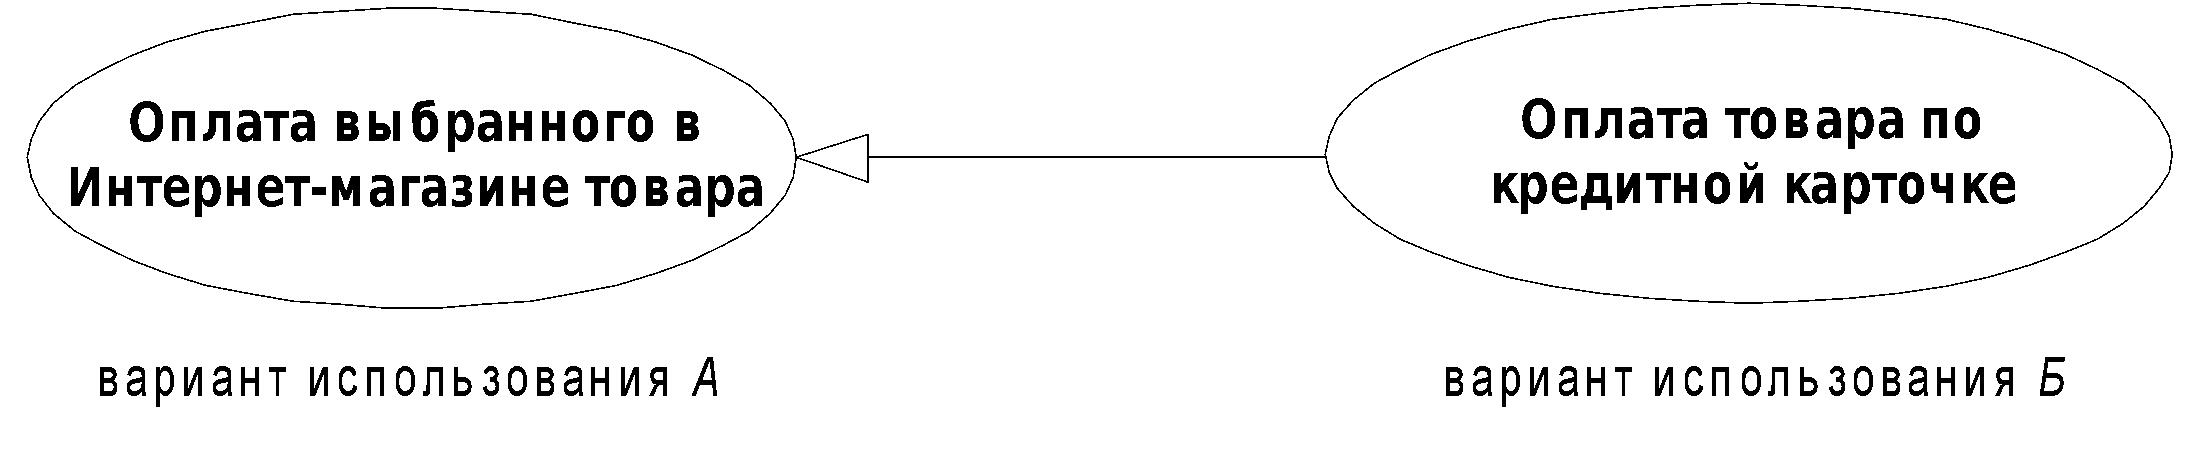 Оплата выбранного в
Интернет-магазине товара
Оплата товара по
кредитной карточке
вариант использования А
вариант использования Б